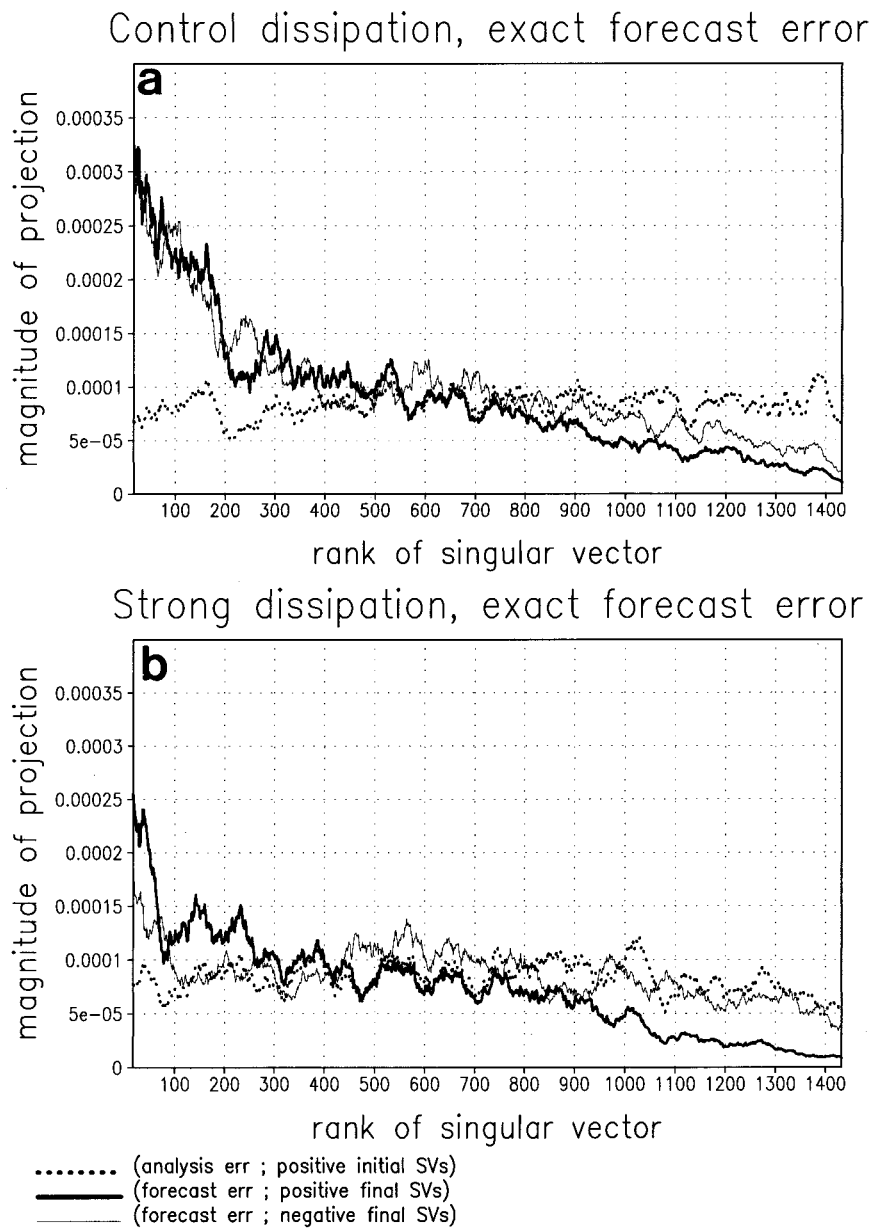 Control dissipation, exact forecast error
a
magnitude of projection
0.00035
0.0003
0.00025
0.0002
0.00015
0.0001
5e-05
0
100 200 300 400 500 600 700 800 900 1000 1100 1200 1300 1400
rank of singular vector
Strong dissipation, exact forecast error
b
magnitude of projection
0.00035
0.0003
0.00025
0.0002
0.00015
0.0001
5e-05
0
100 200 300 400 500 600 700 800 900 1000 1100 1200 1300 1400
rank of singular vector
(analysis err ; positive initial SVs)
(forecast err ; positive final SVs)
(forecast err ; negative final SVs)